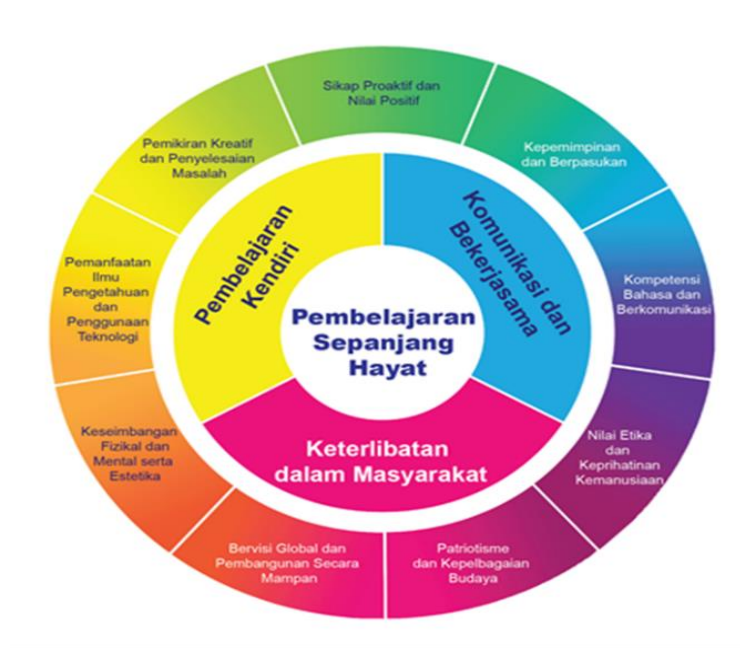 Sikap Proaktif dan
Nilai Positif
Kepemimpinan
dan Berpasukan
Kompetensi
Bahasa dan
Berkomunikasi
Nilai Etika
dan
Keprihatinan
Kemanusiaan
Patriotisme
dan Kepelbagaian
Budaya
Bervisi Global dan
Pembangunan Secara
Mampan
Keseimbangan
Fizikal dan
Mental serta
Estetika
Pemanfaatan
Ilmu
Pengetahuan
dan
Penggunaan
Teknologi
Pemikiran Kreatif
dan Penyelesaian
Masalah
Pembelajaran
Kendiri
Komunikasi dan
Bekerjasama
Keterlibatan
dalam Masyarakat
Pembelajaran
Sepanjang
Hayat